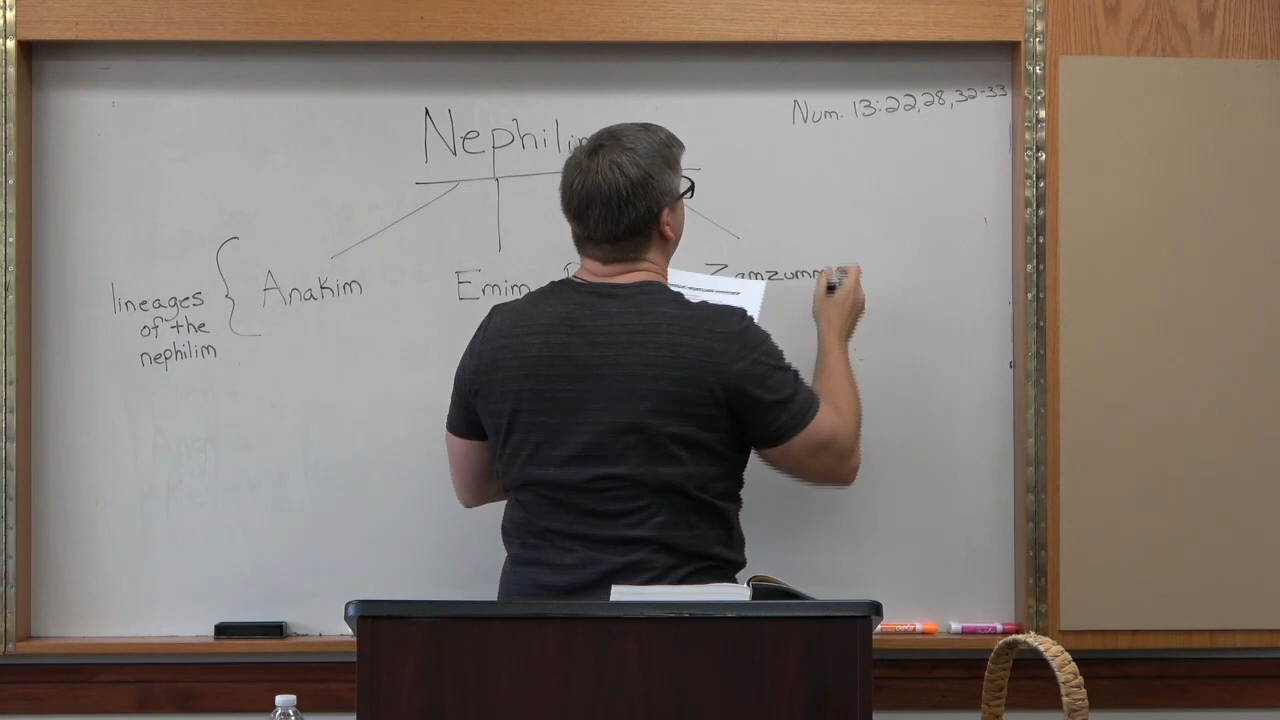 Num. 13:22,28,32-33
Nephilim
lineages
of the
nephilim
Anakim
Emim